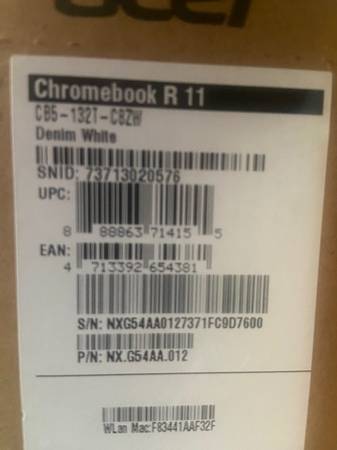 acer
Chromebook R 11
CB5-132T-C8ZW
Denim White
SNID: 73713020576
UPC:
8 88863 71415 5
EAN:
4 713392 654381
S/N: NXG54AA0127371FC9D7600
P/N: NX.G54AA.012
WLan Mac:F83441AAF32F